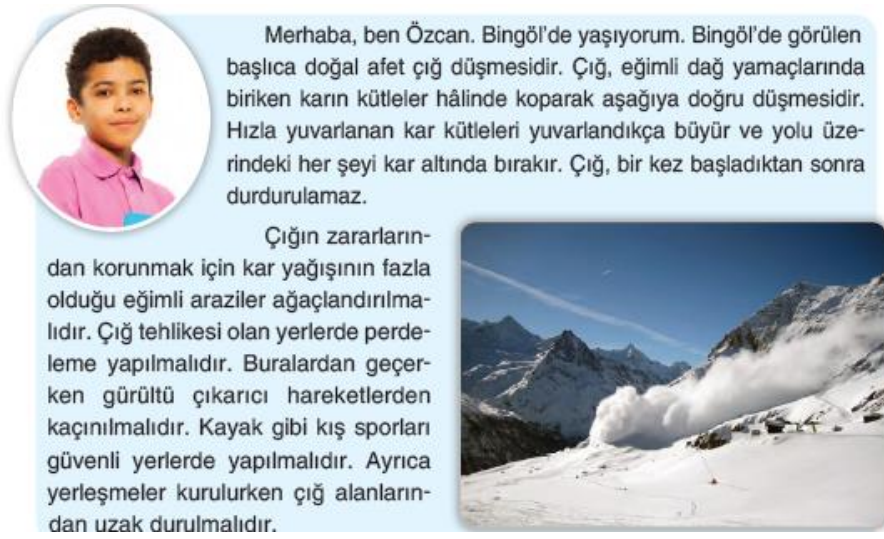 Merhaba, ben Özcan. Bingöl'de yaşıyorum. Bingöl'de görülen
başlıca doğal afet çığ düşmesidir. Çığ, eğimli dağ yamaçlarında
biriken karın kütleler hâlinde koparak aşağıya doğru düşmesidir.
Hızla yuvarlanan kar kütleleri yuvarlandıkça büyür ve yolu üze-
rindeki her şeyi kar altında bırakır. Çığ, bir kez başladıktan sonra
durdurulamaz.
Çığın zararların-
dan korunmak için kar yağışının fazla
olduğu eğimli araziler ağaçlandırılma-
lıdır. Çığ tehlikesi olan yerlerde perde-
leme yapılmalıdır. Buralardan geçer-
ken gürültü çıkarıcı hareketlerden
kaçınılmalıdır. Kayak gibi kış sporları
güvenli yerlerde yapılmalıdır. Ayrıca
yerleşmeler kurulurken çığ alanların-
dan uzak durulmalıdır.